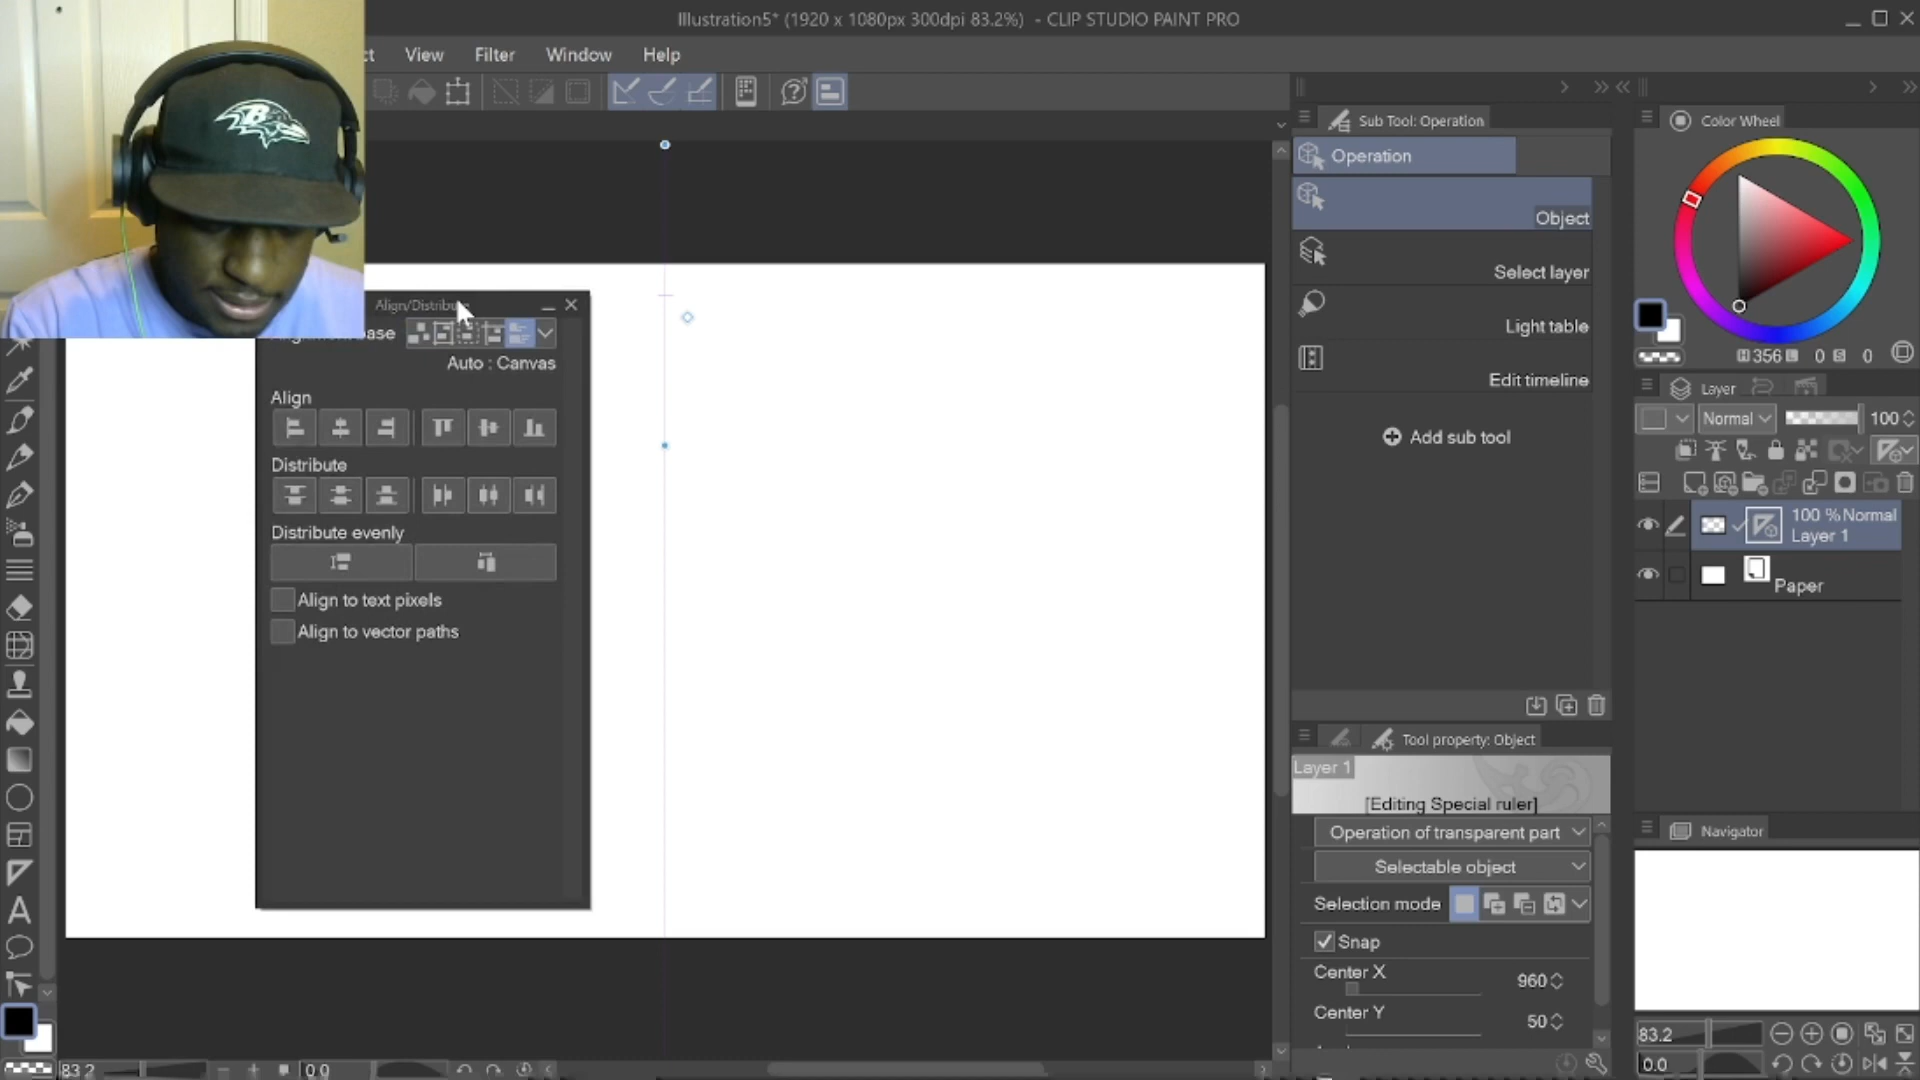 Illustration5* (1920 x 1080px 300dpi 83.2%) - CLIP STUDIO PAINT PRO
View Filter Window Help
Sub Tool: Operation
Operation
Object
Select layer
Light table
Edit timeline
Add sub tool
Color Wheel
H 356 L 0 S 0
Layer
Normal 100
100 % Normal
Layer 1
Paper
Align/Distribute
Auto : Canvas
Align
Distribute
Distribute evenly
Align to text pixels
Align to vector paths
Tool property: Object
Layer 1
[Editing Special ruler]
Operation of transparent part
Selectable object
Selection mode
Snap
Center X 960
Center Y 50
Navigator
83.2
0.0
83.2 0.0